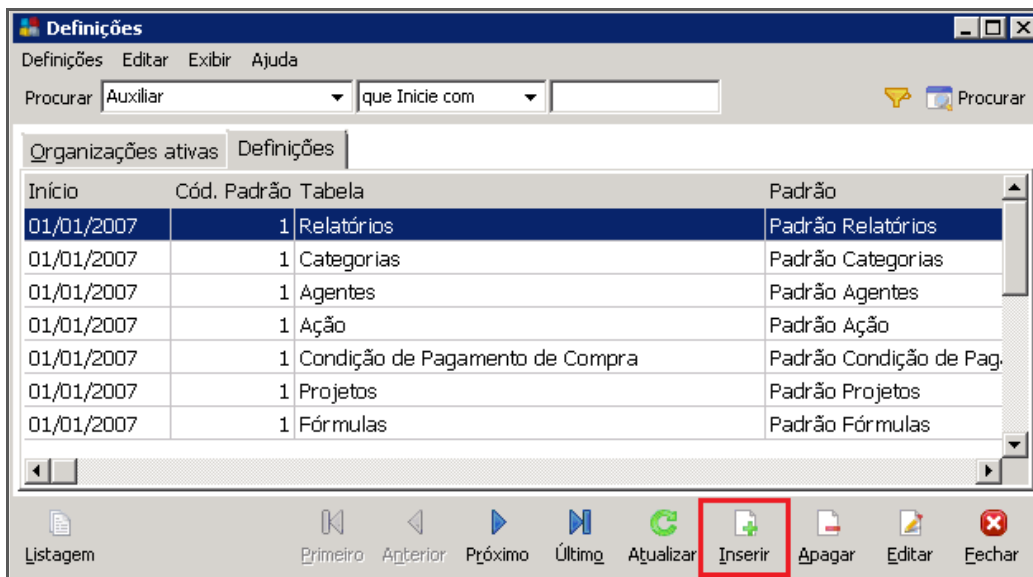 Definições
Definições Editar Exibir Ajuda
Procurar Auxiliar que Inicie com Procurar
Organizações ativas Definições
Início Cód. Padrão Tabela Padrão
01/01/2007 1 Relatórios Padrão Relatórios
01/01/2007 1 Categorias Padrão Categorias
01/01/2007 1 Agentes Padrão Agentes
01/01/2007 1 Ação Padrão Ação
01/01/2007 1 Condição de Pagamento de Compra Padrão Condição de Pag
01/01/2007 1 Projetos Padrão Projetos
01/01/2007 1 Fórmulas Padrão Fórmulas
Listagem Primeiro Anterior Próximo Último Atualizar Inserir Apagar Editar Fechar